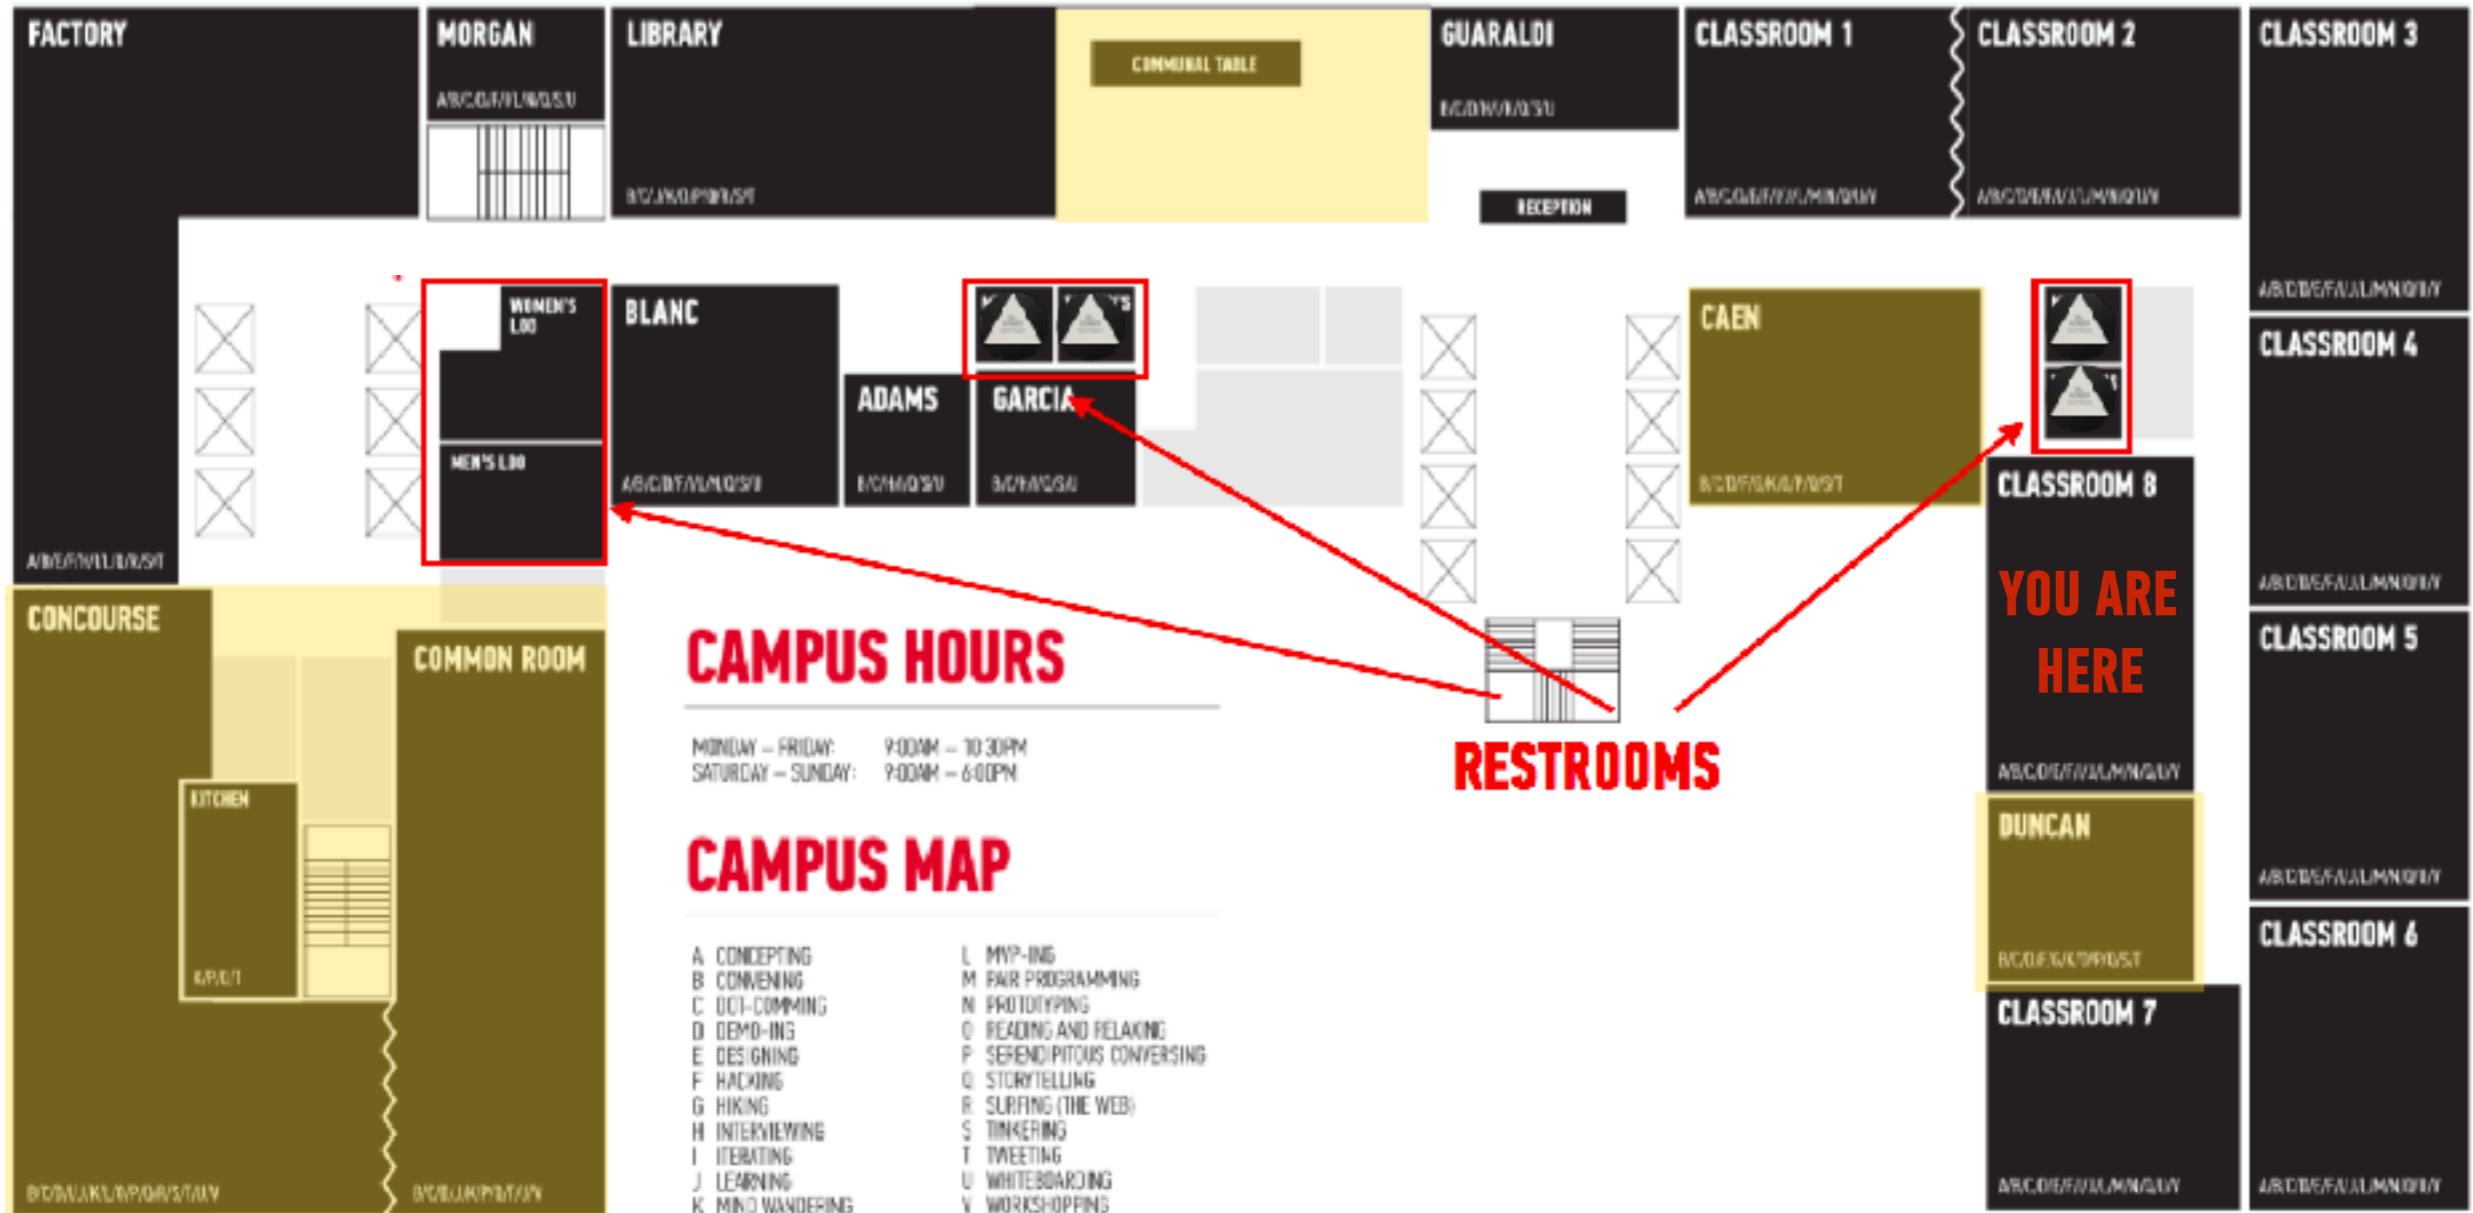 FACTORY
MORGAN
LIBRARY
COMMUNAL TABLE
GUARALDI
CLASSROOM 1
CLASSROOM 2
CLASSROOM 3
RECEPTION
WOMEN'S
LOO
MEN'S LOO
BLANC
ADAMS
GARCIA
CAEN
CLASSROOM 4
CLASSROOM 8
YOU ARE
HERE
CONCOURSE
COMMON ROOM
KITCHEN
K/P/Q/T
CLASSROOM 5
RESTROOMS
DUNCAN
CLASSROOM 6
CLASSROOM 7
CAMPUS HOURS
MONDAY – FRIDAY: 9:00AM – 10:30PM
SATURDAY – SUNDAY: 9:00AM – 6:00PM
CAMPUS MAP
A CONCEPTING
B CONVENING
C DOT-COMMING
D DEMO-ING
E DESIGNING
F HACKING
G HIKING
H INTERVIEWING
I ITERATING
J LEARNING
K MIND WANDERING
L MVP-ING
M PAIR PROGRAMMING
N PROTOTYPING
O READING AND RELAXING
P SERENDIPITOUS CONVERSING
Q STORYTELLING
R SURFING (THE WEB)
S TINKERING
T TWEETING
U WHITEBOARDING
V WORKSHOPPING